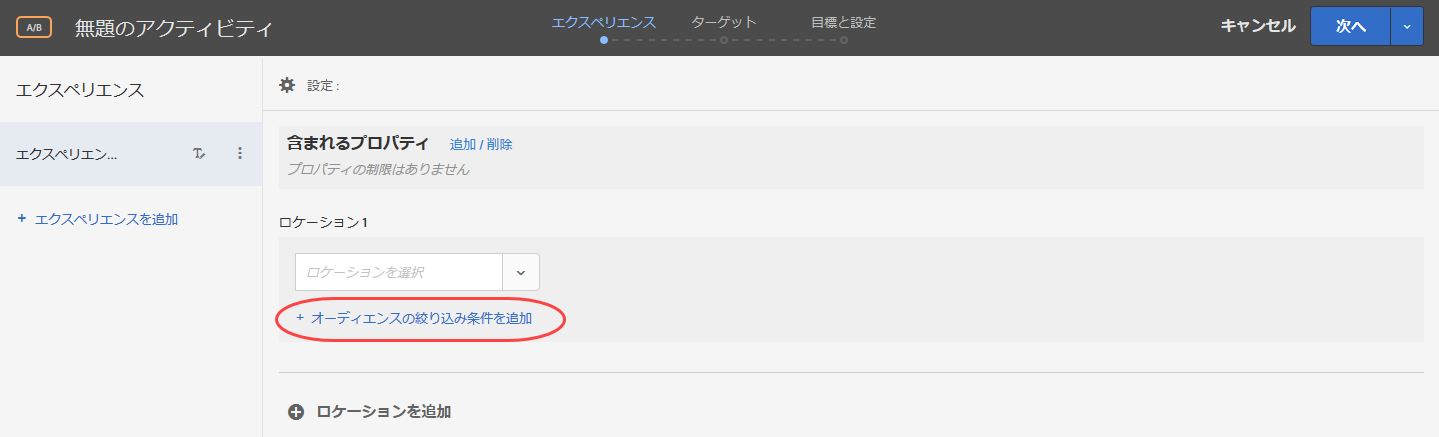 A/B 無題のアクティビティ
エクスペリエンス ターゲット 目標と設定
キャンセル 次へ
エクスペリエンス
エクスペリエン...
+ エクスペリエンスを追加
設定 :
含まれるプロパティ 追加 / 削除
プロパティの制限はありません
ロケーション 1
ロケーションを選択
+ オーディエンスの絞り込み条件を追加
ロケーションを追加